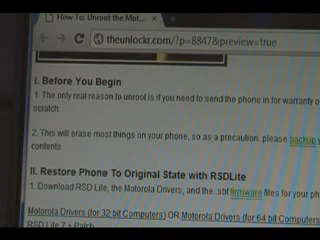 How To: Unroot the Mot...
theunlockr.com/?p=8847&preview=true
I. Before You Begin
1. The only real reason to unroot is if you need to send the phone in for warranty o
scratch.
2. This will erase most things on your phone, so as a precaution, please backup
contents.
II. Restore Phone To Original State with RSDLite
1. Download RSD Lite, the Motorola Drivers, and the .sbf firmware files for your ph
Motorola Drivers (for 32 bit Computers) OR Motorola Drivers (for 64 bit Computers
RSD Lite 7 + Patch